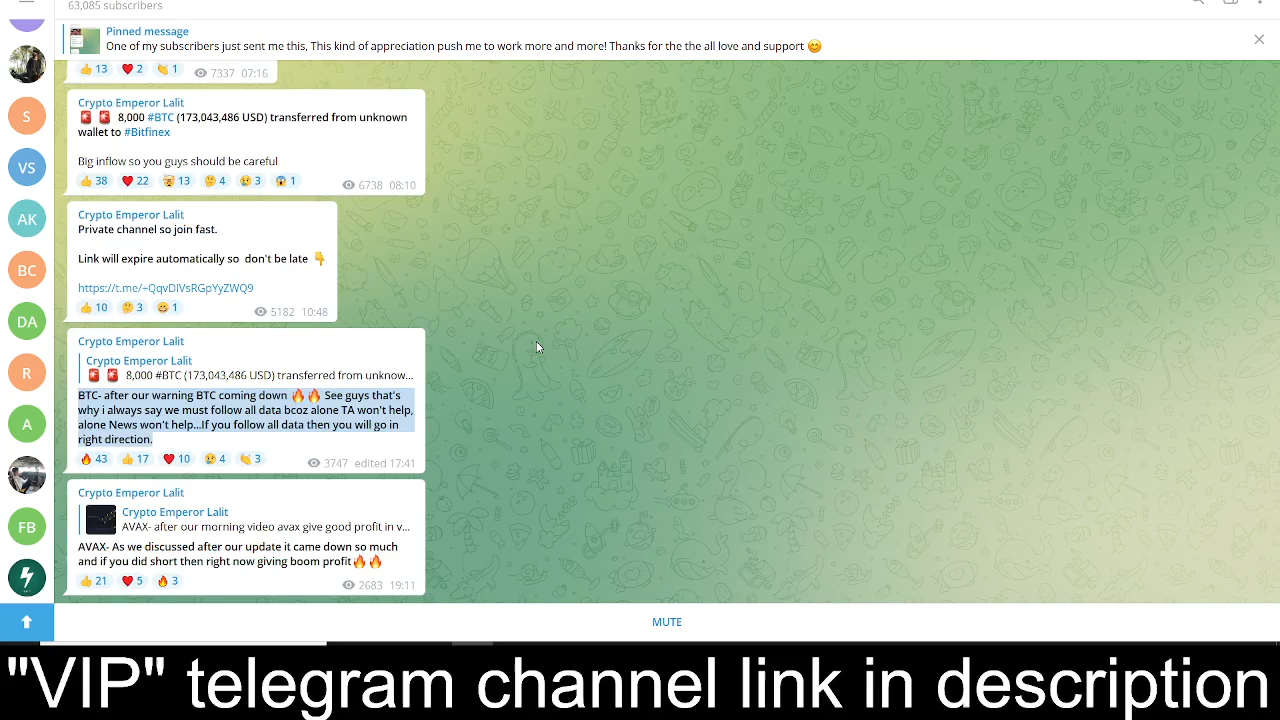 63,085 subscribers
Pinned message
One of my subscribers just sent me this, This kind of appreciation push me to work more and more! Thanks for the the all love and support 😊
👍 13 ❤️ 2 👏 1 7337 07:16
Crypto Emperor Lalit
🚨 🚨 8,000 #BTC (173,043,486 USD) transferred from unknown
wallet to #Bitfinex
Big inflow so you guys should be careful
👍 38 ❤️ 22 🤯 13 🤔 4 😢 3 😱 1 6738 08:10
Crypto Emperor Lalit
Private channel so join fast.
Link will expire automatically so don't be late 👇
https://t.me/+QqvDIVsRGpYyZWQ9
👍 10 🤔 3 😁 1 5182 10:48
Crypto Emperor Lalit
Crypto Emperor Lalit
🚨 🚨 8,000 #BTC (173,043,486 USD) transferred from unknow...
BTC- after our warning BTC coming down 🔥🔥 See guys that's
why i always say we must follow all data bcoz alone TA won't help,
alone News won't help...If you follow all data then you will go in
right direction.
🔥 43 👍 17 ❤️ 10 😢 4 👏 3 3747 edited 17:41
Crypto Emperor Lalit
Crypto Emperor Lalit
AVAX- after our morning video avax give good profit in v...
AVAX- As we discussed after our update it came down so much
and if you did short then right now giving boom profit🔥🔥
👍 21 ❤️ 5 🔥 3 2683 19:11
S
VS
AK
BC
DA
R
A
FB
MUTE
"VIP" telegram channel link in description